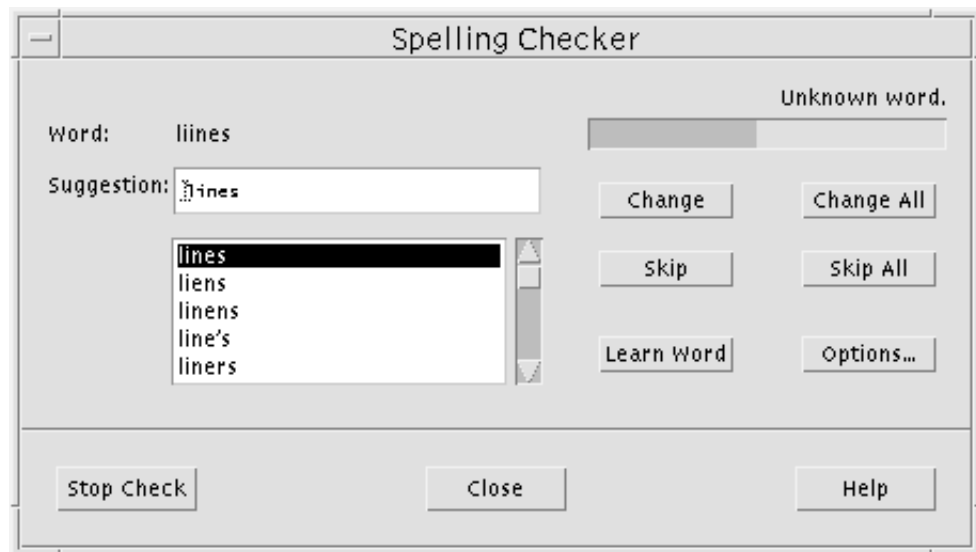 Spelling Checker
Unknown word.
Word: liines
Suggestion: lines
Change Change All
lines
liens
linens
line's
liners
Skip Skip All
Learn Word Options...
Stop Check Close Help